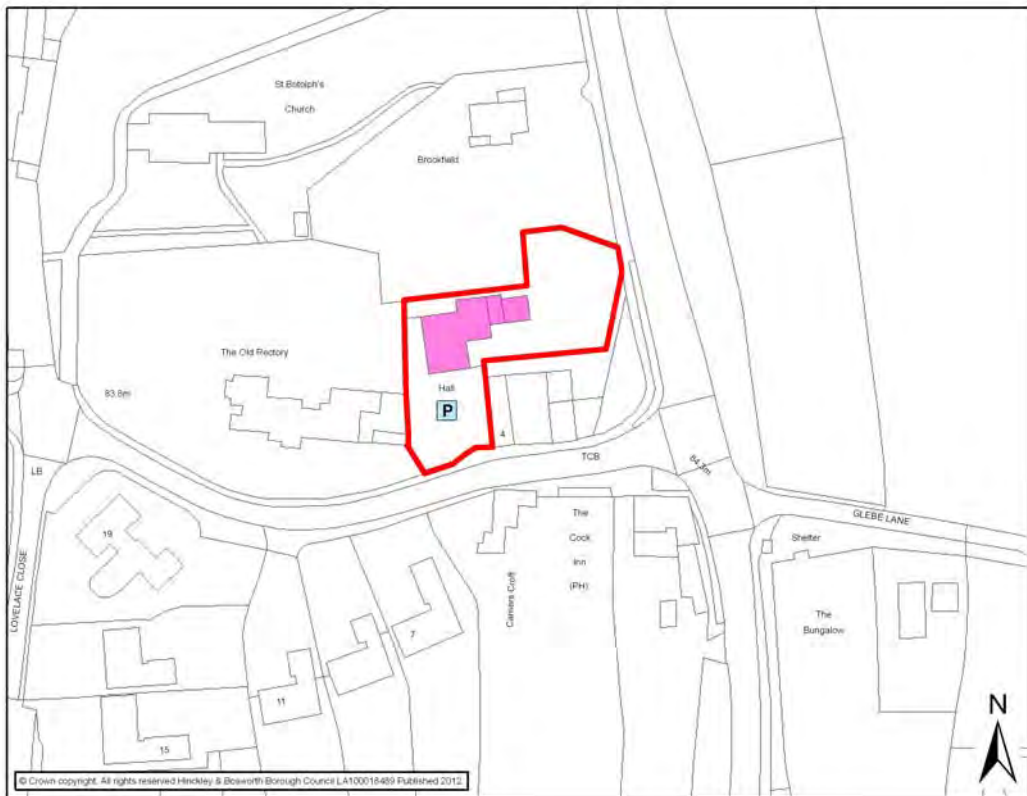 St Botolph's
Church
Brookfield
The Old Rectory
83.8m
Hall
P
4
TCB
LB
84.3m
GLEBE LANE
19
The
Cock
Inn
(PH)
Shelter
LOVELACE CLOSE
Carrars Croft
7
The
Bungalow
11
15
N
© Crown copyright. All rights reserved Hinckley & Bosworth Borough Council LA100018489 Published 2012